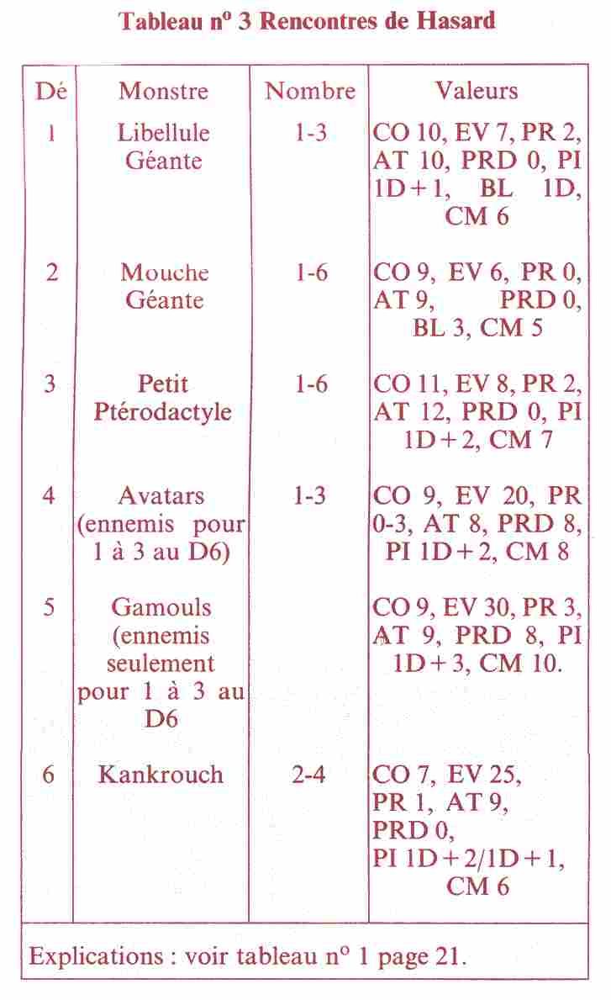 Tableau nº 3 Rencontres de Hasard
Dé Monstre Nombre Valeurs
1 Libellule 1-3 CO 10, EV 7, PR 2,
Géante AT 10, PRD 0, PI
1D+1, BL 1D,
CM 6
2 Mouche 1-6 CO 9, EV 6, PR 0,
Géante AT 9, PRD 0,
BL 3, CM 5
3 Petit 1-6 CO 11, EV 8, PR 2,
Ptérodactyle AT 12, PRD 0, PI
1D+2, CM 7
4 Avatars 1-3 CO 9, EV 20, PR
(ennemis pour 0-3, AT 8, PRD 8,
1 à 3 au D6) PI 1D+2, CM 8
5 Gamouls CO 9, EV 30, PR 3,
(ennemis AT 9, PRD 8, PI
seulement 1D+3, CM 10.
pour 1 à 3 au
D6
6 Kankrouch 2-4 CO 7, EV 25,
PR 1, AT 9,
PRD 0,
PI 1D+2/1D+1,
CM 6
Explications : voir tableau nº 1 page 21.